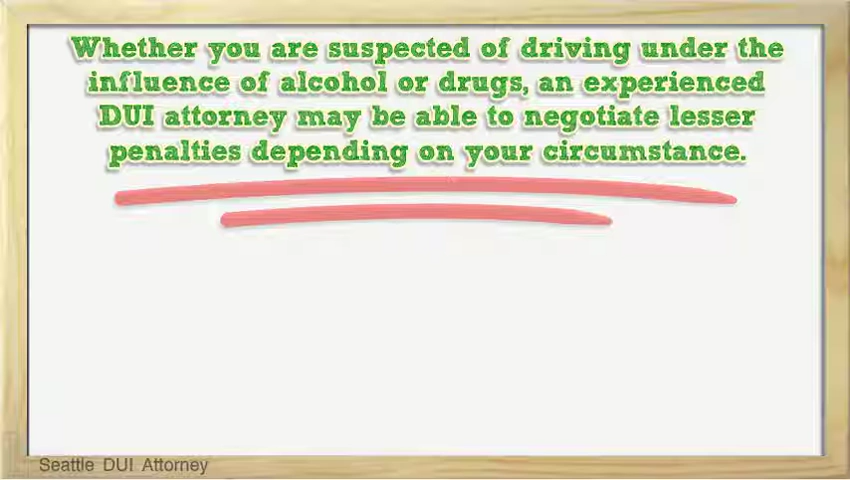 Whether you are suspected of driving under the
influence of alcohol or drugs, an experienced
DUI attorney may be able to negotiate lesser
penalties depending on your circumstance.
Seattle DUI Attorney